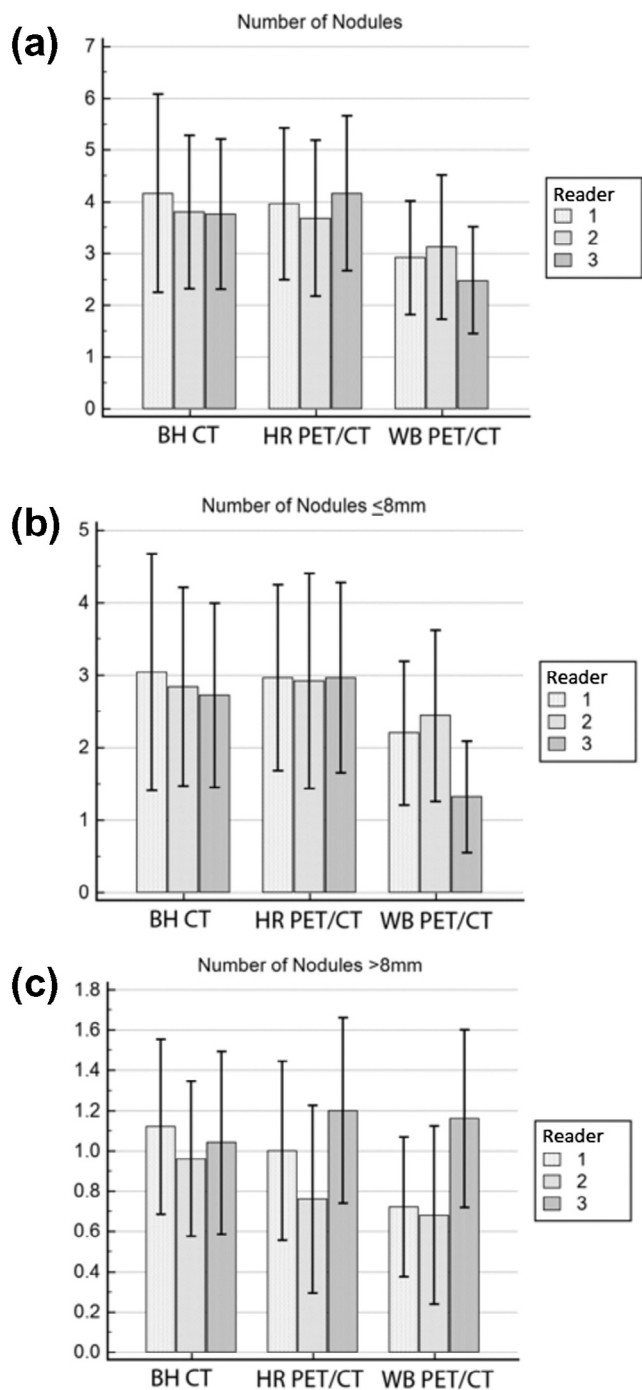 (a)
Number of Nodules
7
6
5
4
3
2
1
0
BH CT HR PET/CT WB PET/CT
Reader
1
2
3
(b)
Number of Nodules ≤8mm
5
4
3
2
1
0
BH CT HR PET/CT WB PET/CT
Reader
1
2
3
(c)
Number of Nodules >8mm
1.8
1.6
1.4
1.2
1.0
0.8
0.6
0.4
0.2
0.0
BH CT HR PET/CT WB PET/CT
Reader
1
2
3